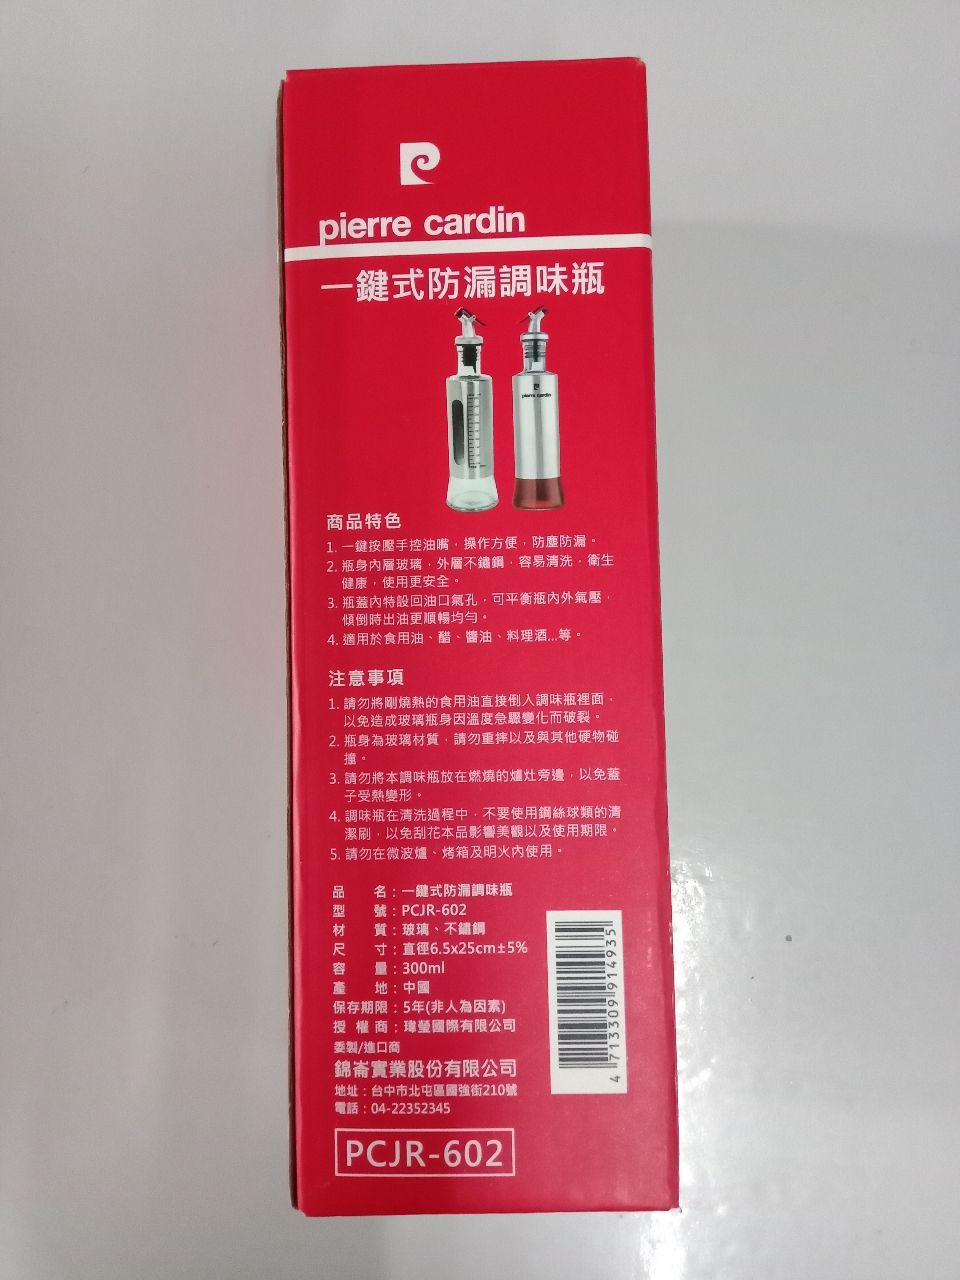 pierre cardin
一鍵式防漏調味瓶
pierre cardin
商品特色
1. 一鍵按壓手控油嘴，操作方便，防塵防漏。
2. 瓶身內層玻璃，外層不鏽鋼，容易清洗，衛生
健康，使用更安全。
3. 瓶蓋內特設回油口氣孔，可平衡瓶內外氣壓，
傾倒時出油更順暢均勻。
4. 適用於食用油、醋、醬油、料理酒...等。
注意事項
1. 請勿將剛燒熱的食用油直接倒入調味瓶裡面，
以免造成玻璃瓶身因溫度急驟變化而破裂。
2. 瓶身為玻璃材質，請勿重摔以及與其他硬物碰
撞。
3. 請勿將本調味瓶放在燃燒的爐灶旁邊，以免蓋
子受熱變形。
4. 調味瓶在清洗過程中，不要使用鋼絲球類的清
潔刷，以免刮花本品影響美觀以及使用期限。
5. 請勿在微波爐、烤箱及明火內使用。
品 名：一鍵式防漏調味瓶
型 號：PCJR-602
材 質：玻璃、不鏽鋼
尺 寸：直徑6.5x25cm±5%
容 量：300ml
產 地：中國
保存期限：5年(非人為因素)
授 權 商：瑋瑩國際有限公司
委製/進口商
錦崙實業股份有限公司
地址：台中市北屯區國強街210號
電話：04-22352345
PCJR-602
4 713309 914935